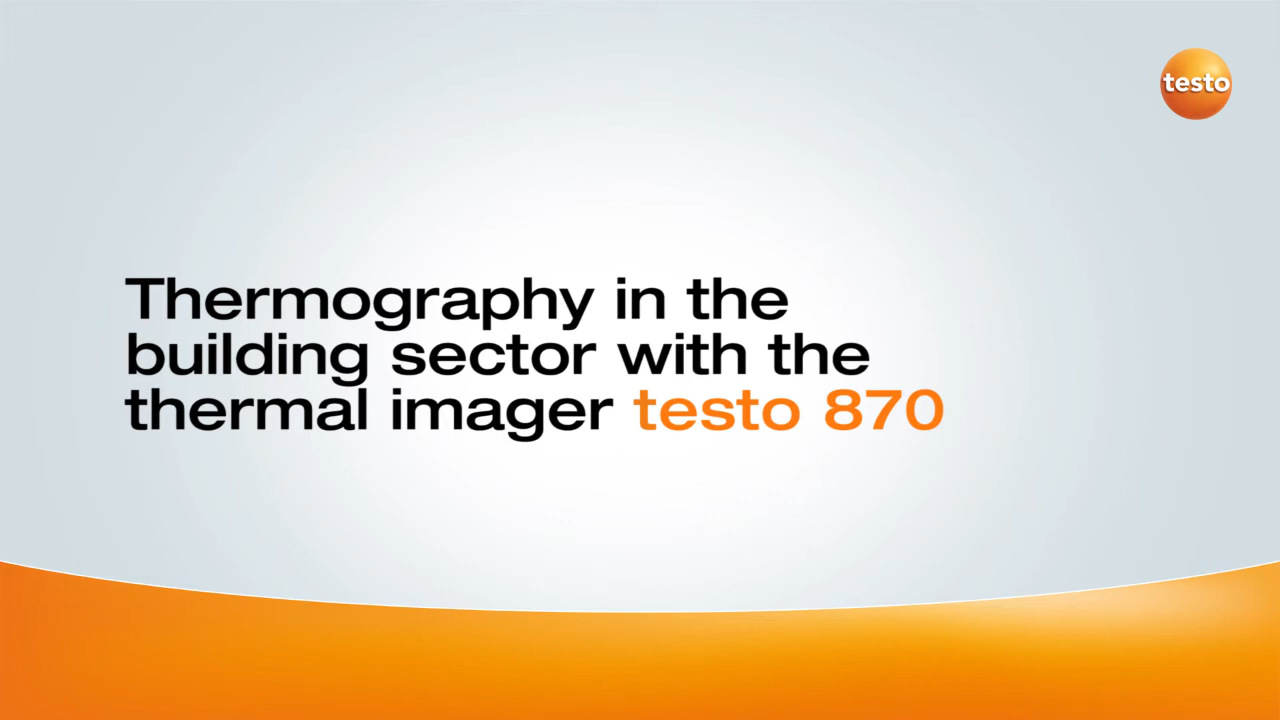 testo
Thermography in the
building sector with the
thermal imager testo 870